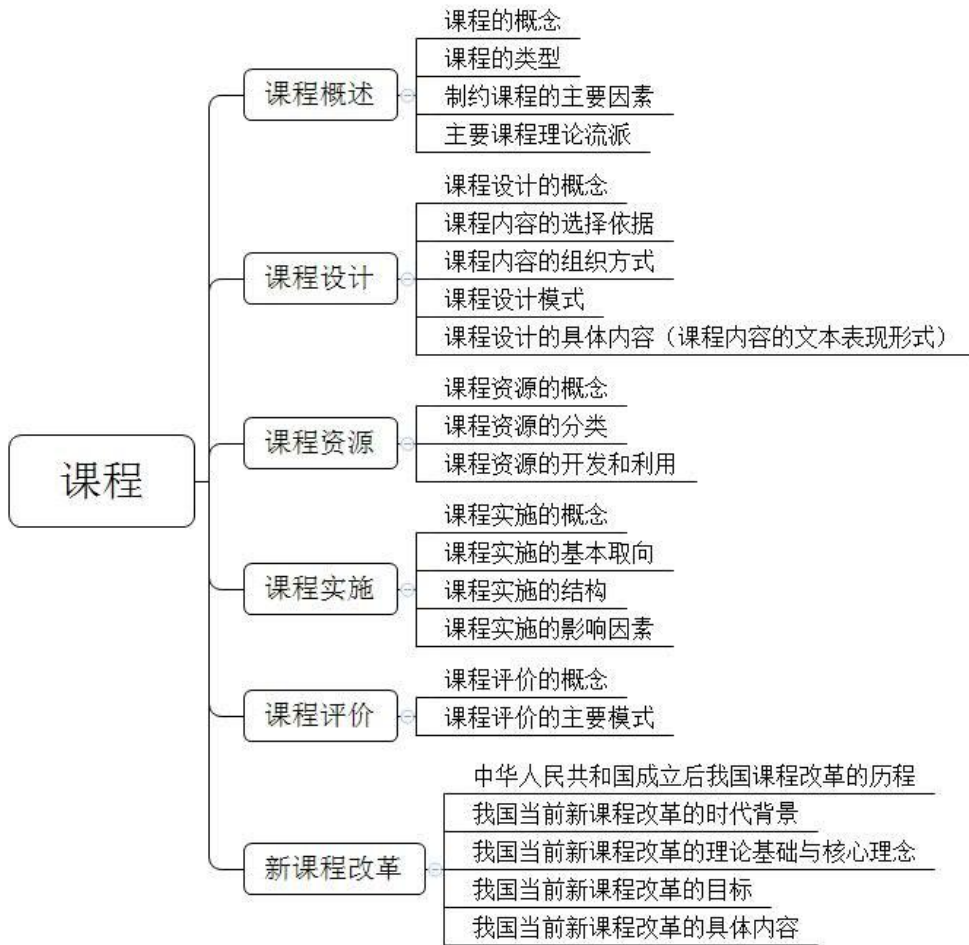 课程
课程概述
课程的概念
课程的类型
制约课程的主要因素
主要课程理论流派
课程设计
课程设计的概念
课程内容的选择依据
课程内容的组织方式
课程设计模式
课程设计的具体内容（课程内容的文本表现形式）
课程资源
课程资源的概念
课程资源的分类
课程资源的开发和利用
课程实施
课程实施的概念
课程实施的基本取向
课程实施的结构
课程实施的影响因素
课程评价
课程评价的概念
课程评价的主要模式
新课程改革
中华人民共和国成立后我国课程改革的历程
我国当前新课程改革的时代背景
我国当前新课程改革的理论基础与核心理念
我国当前新课程改革的目标
我国当前新课程改革的具体内容